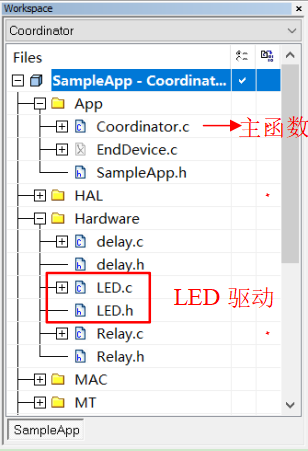 Workspace
Coordinator
Files
SampleApp - Coordinat...
App
Coordinator.c 主函数
EndDevice.c
SampleApp.h
HAL
Hardware
delay.c
delay.h
LED.c
LED.h
LED 驱动
Relay.c
Relay.h
MAC
MT
SampleApp